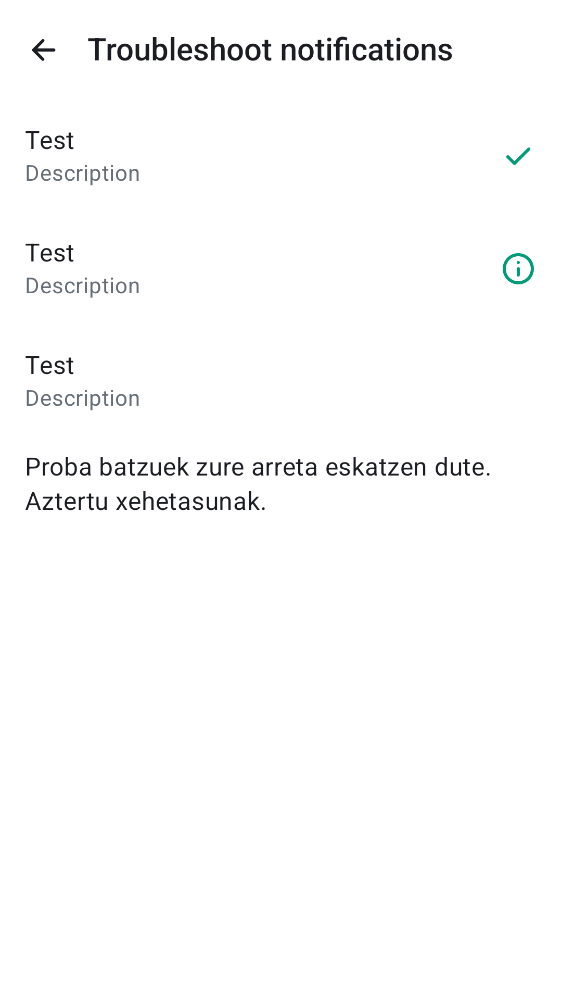 Troubleshoot notifications
Test
Description
Test
Description
Test
Description
Proba batzuek zure arreta eskatzen dute.
Aztertu xehetasunak.